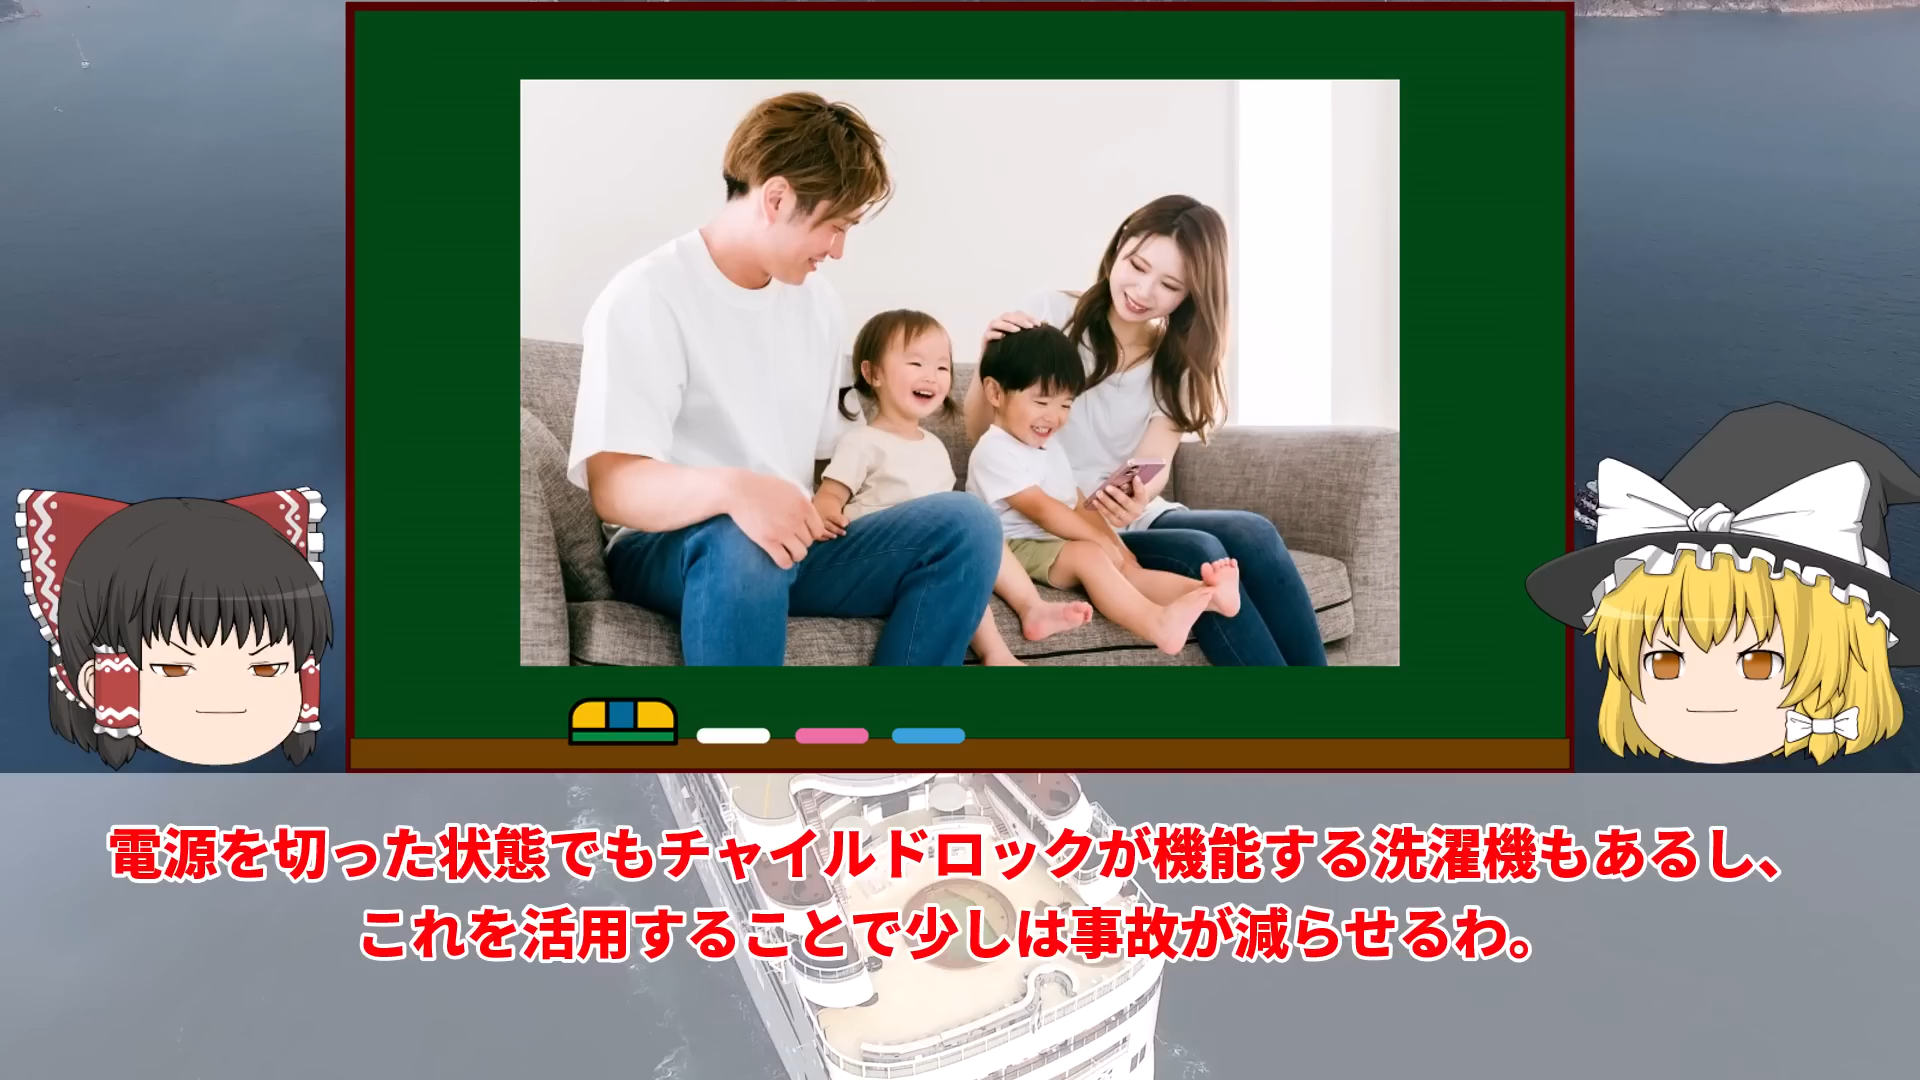 電源を切った状態でもチャイルドロックが機能する洗濯機もあるし、
これを活用することで少しは事故が減らせるわ。